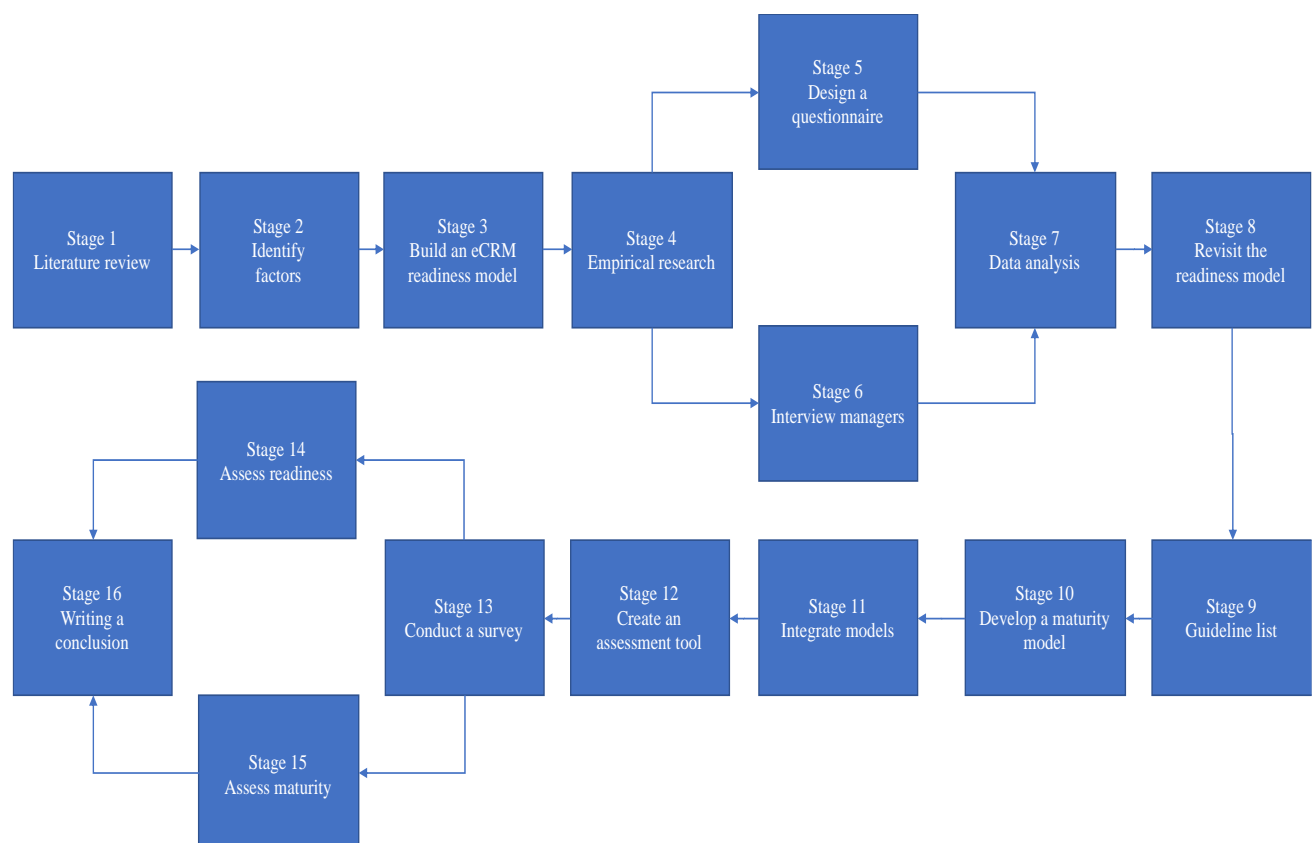 Stage 1
Literature review
Stage 2
Identify
factors
Stage 3
Build an eCRM
readiness model
Stage 4
Empirical research
Stage 5
Design a
questionnaire
Stage 6
Interview managers
Stage 7
Data analysis
Stage 8
Revisit the
readiness model
Stage 9
Guideline list
Stage 10
Develop a maturity
model
Stage 11
Integrate models
Stage 12
Create an
assessment tool
Stage 13
Conduct a survey
Stage 14
Assess readiness
Stage 15
Assess maturity
Stage 16
Writing a
conclusion